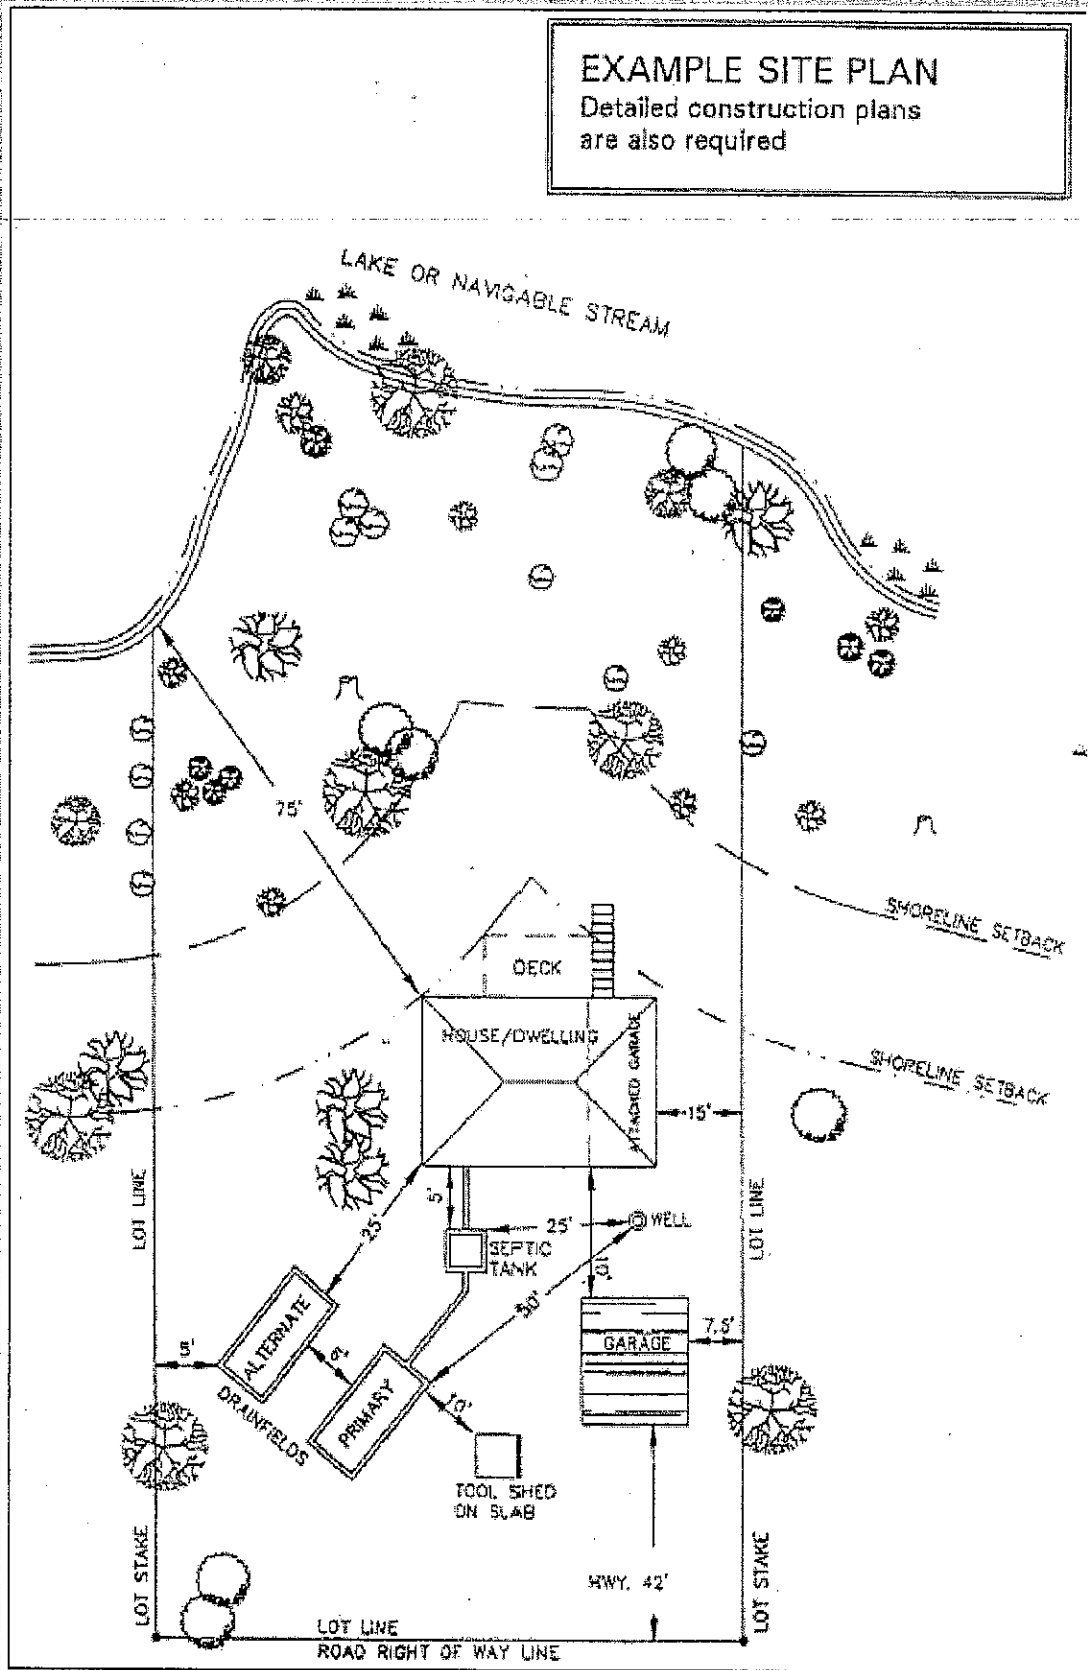 EXAMPLE SITE PLAN
Detailed construction plans
are also required
LAKE OR NAVIGABLE STREAM
75'
SHORELINE SETBACK
DECK
HOUSE/DWELLING
ATTACHED GARAGE
SHORELINE SETBACK
15'
LOT LINE
LOT LINE
25'
5'
25'
WELL
SEPTIC
TANK
50'
10'
ALTERNATE
5'
GARAGE
7.5'
DRAINFIELDS
PRIMARY
10'
TOOL SHED
ON SLAB
LOT STAKE
HWY. 42'
LOT STAKE
LOT LINE
ROAD RIGHT OF WAY LINE